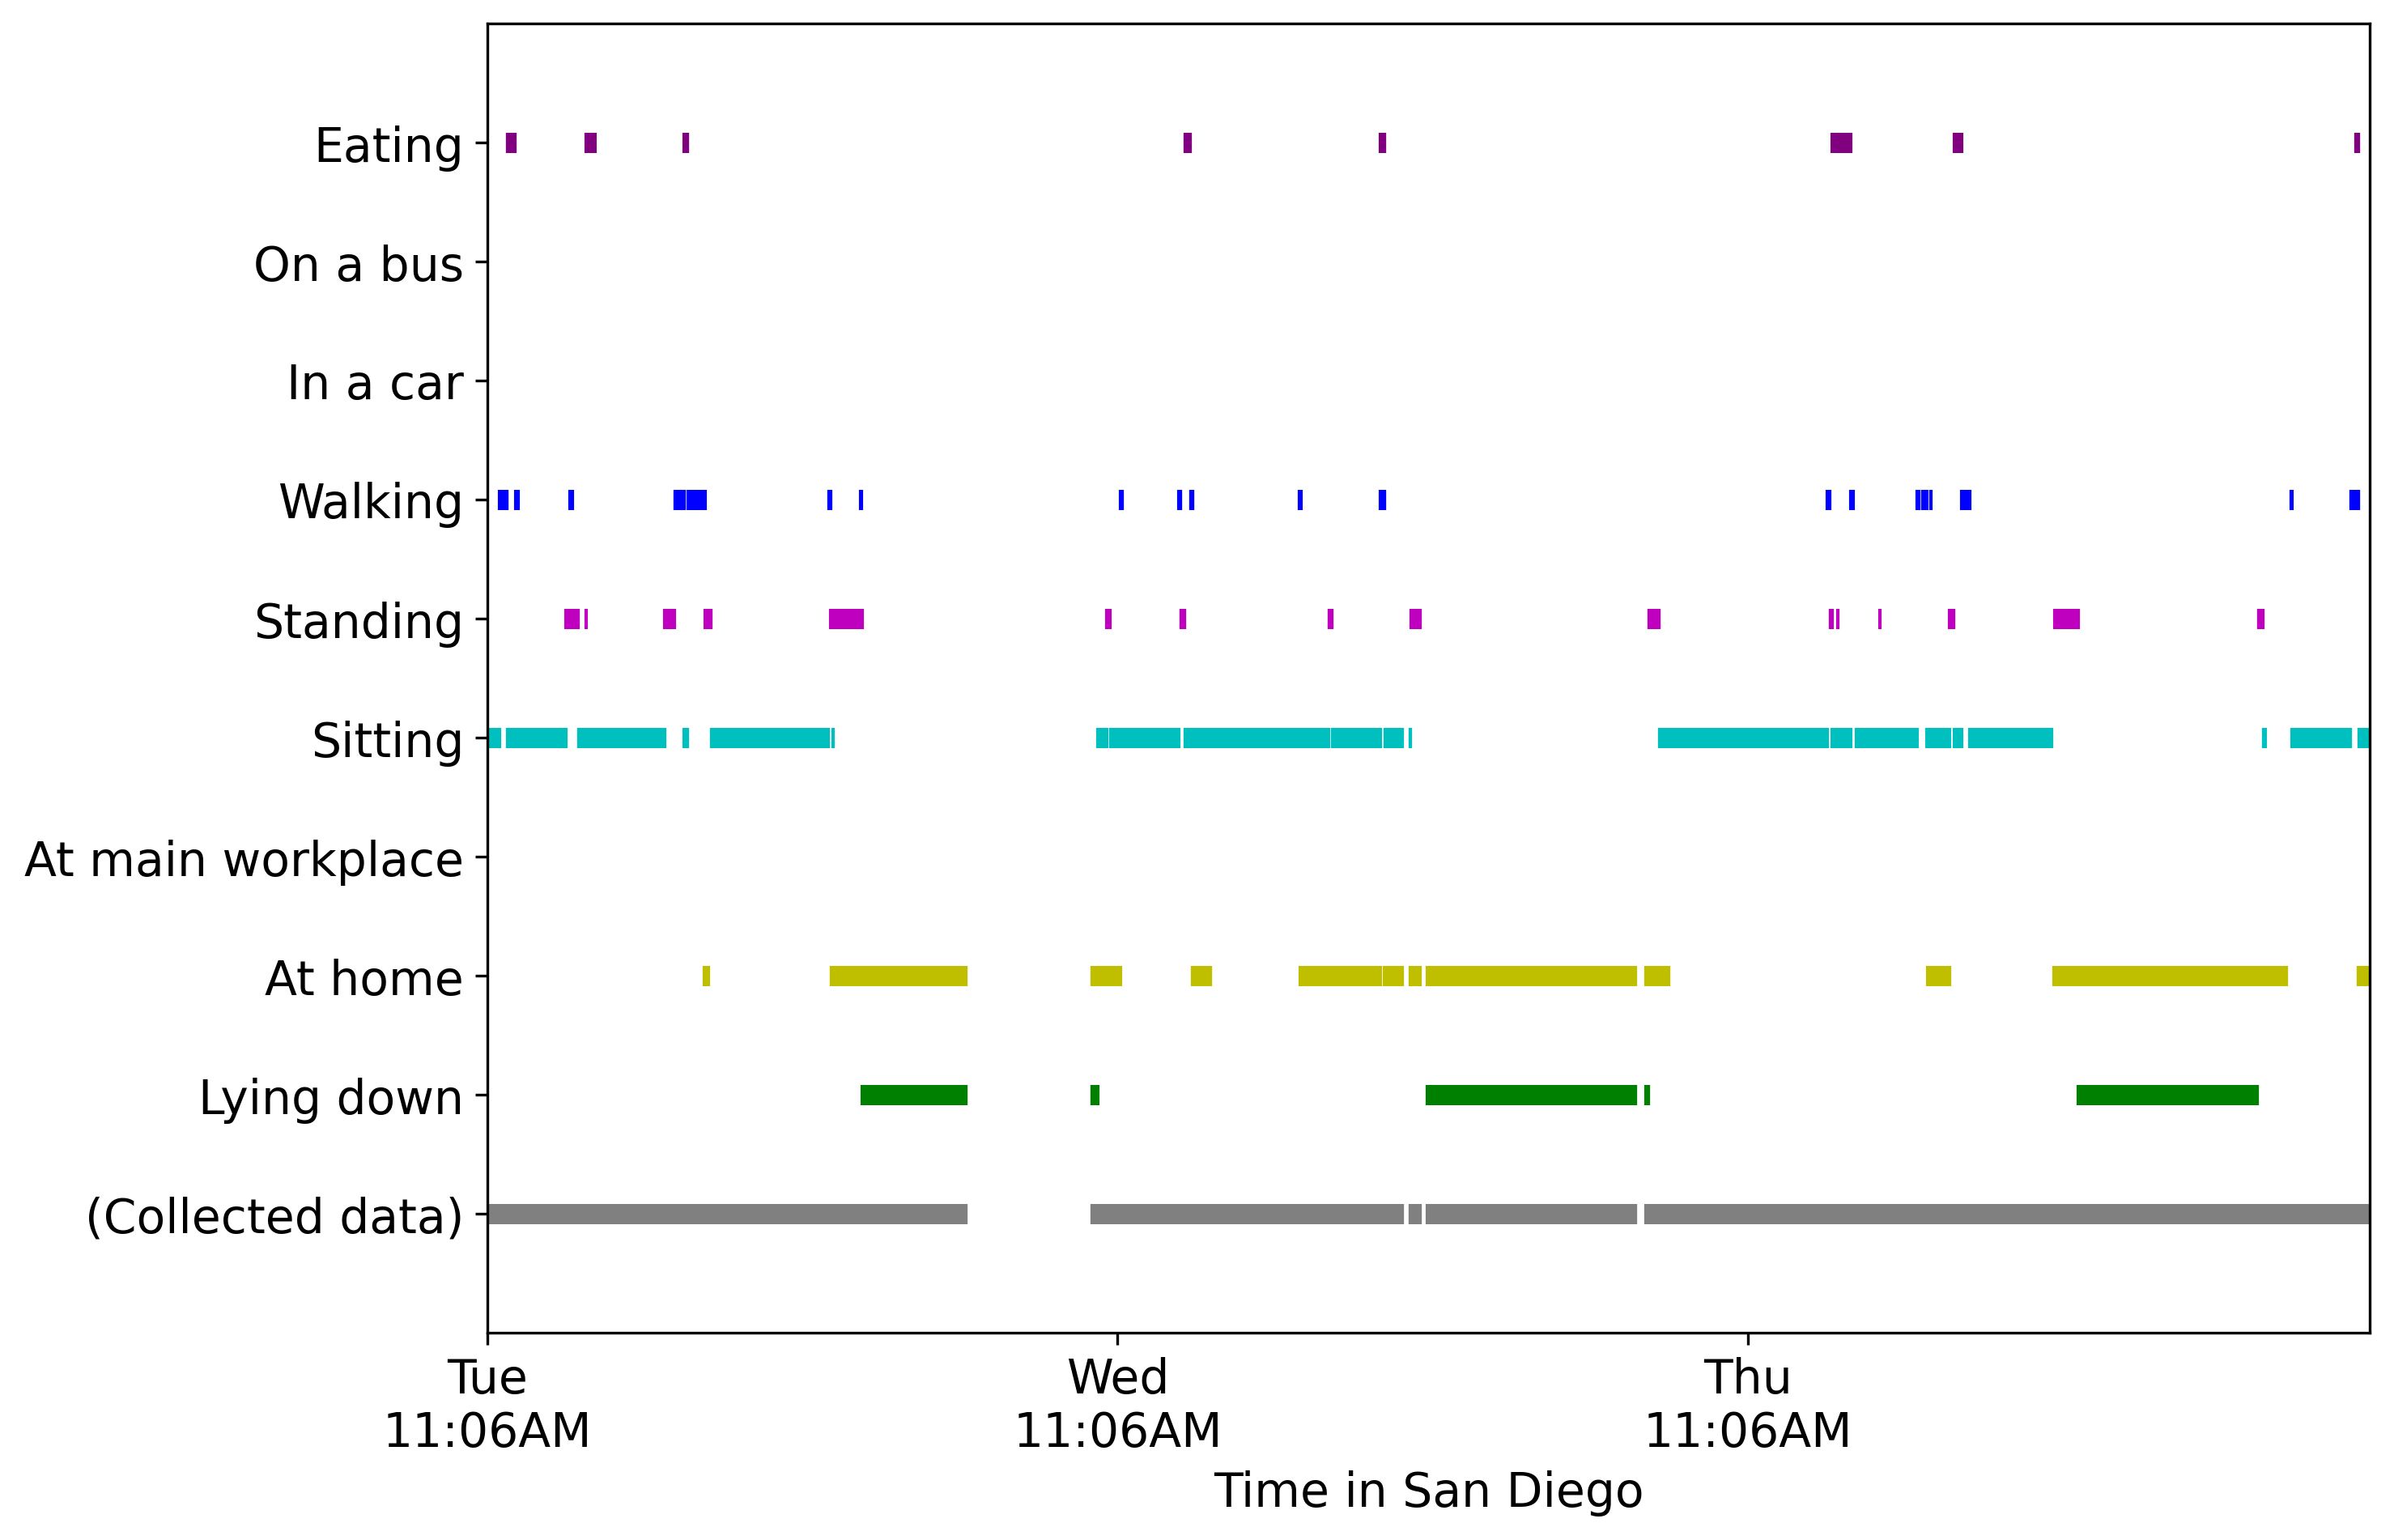 Eating
On a bus
In a car
Walking
Standing
Sitting
At main workplace
At home
Lying down
(Collected data)
Tue
11:06AM
Wed
11:06AM
Thu
11:06AM
Time in San Diego